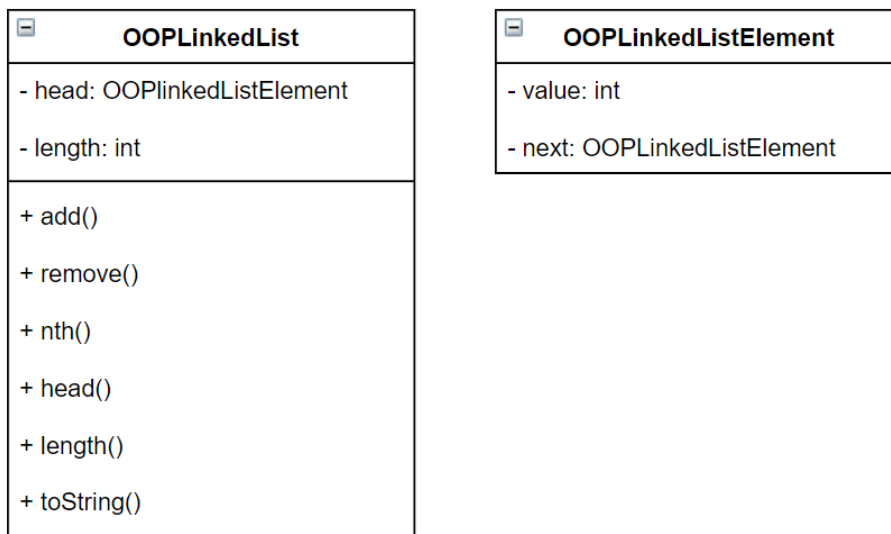 OOPLinkedList
- head: OOPlinkedListElement
- length: int
+ add()
+ remove()
+ nth()
+ head()
+ length()
+ toString()
OOPLinkedListElement
- value: int
- next: OOPLinkedListElement